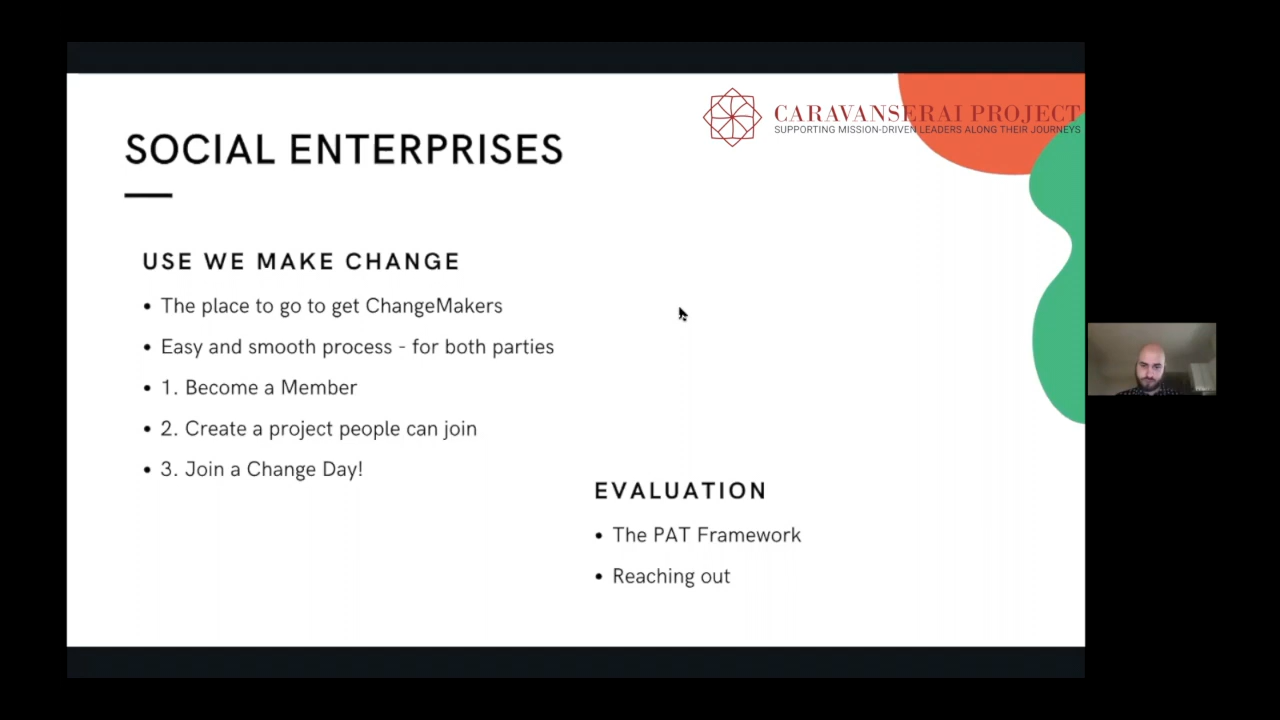 CARAVANSERAI PROJECT
SUPPORTING MISSION-DRIVEN LEADERS ALONG THEIR JOURNEYS
SOCIAL ENTERPRISES
USE WE MAKE CHANGE
• The place to go to get ChangeMakers
• Easy and smooth process - for both parties
• 1. Become a Member
• 2. Create a project people can join
• 3. Join a Change Day!
EVALUATION
• The PAT Framework
• Reaching out